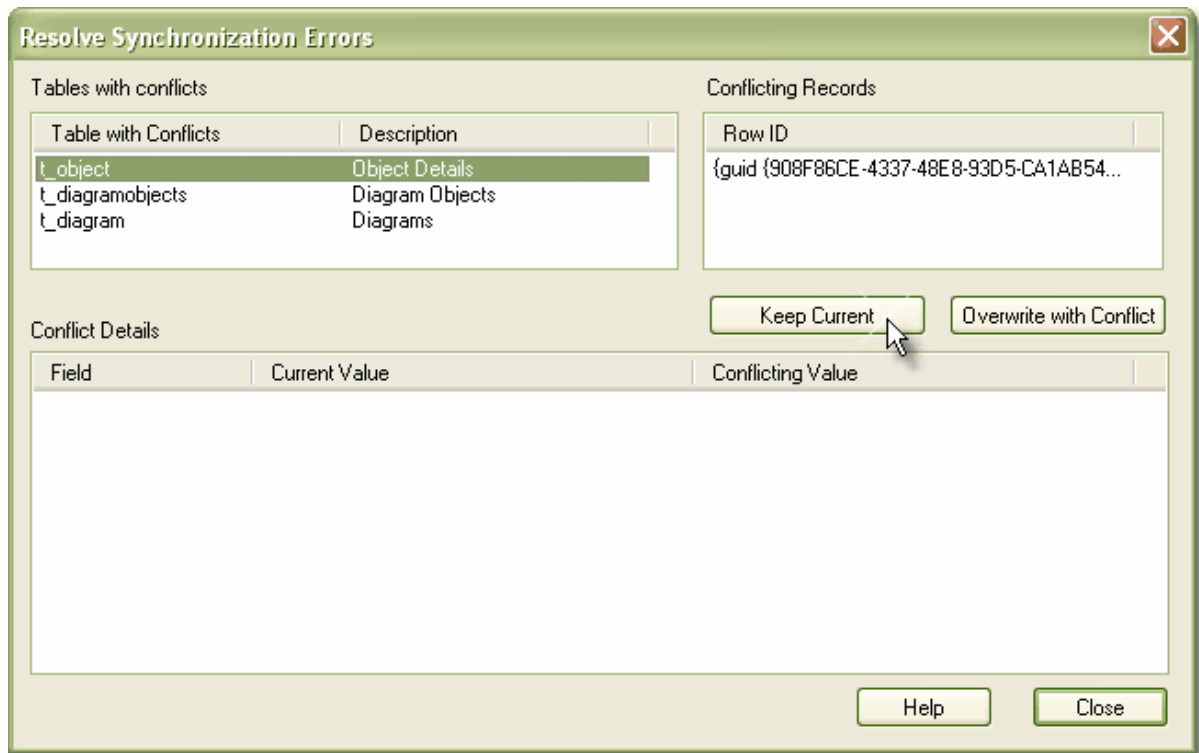 Resolve Synchronization Errors
Tables with conflicts
Table with Conflicts Description
t_object Object Details
t_diagramobjects Diagram Objects
t_diagram Diagrams
Conflicting Records
Row ID
{guid {908F86CE-4337-48E8-93D5-CA1AB54...
Keep Current Overwrite with Conflict
Conflict Details
Field Current Value Conflicting Value
Help Close